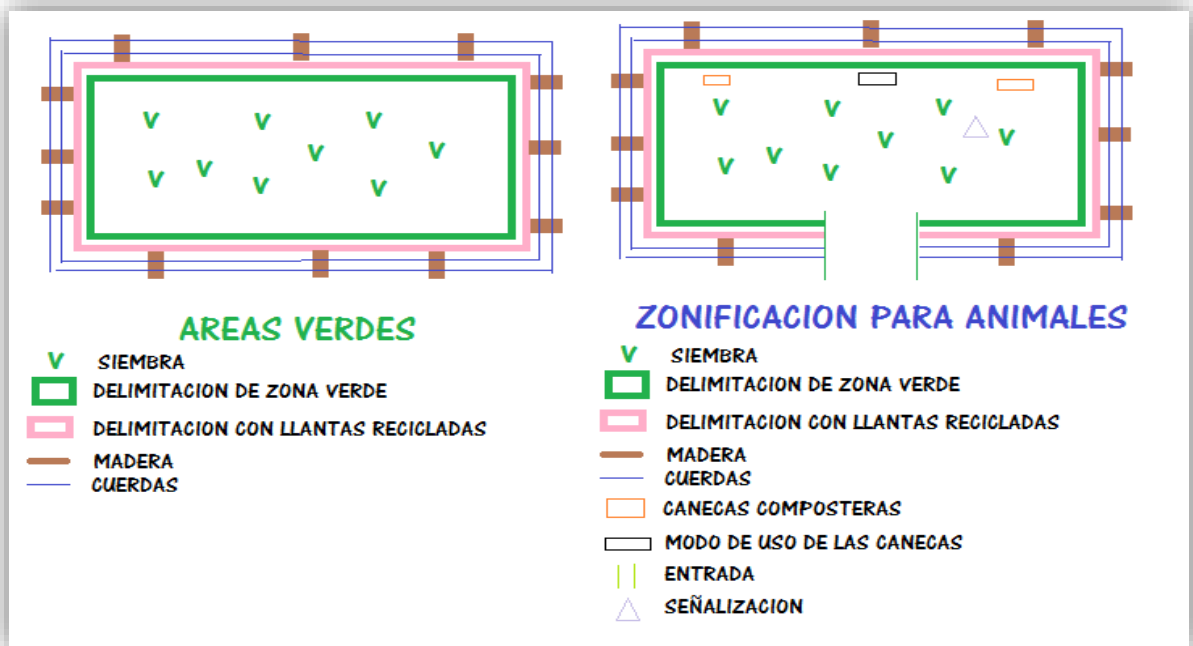 AREAS VERDES
V SIEMBRA
DELIMITACION DE ZONA VERDE
DELIMITACION CON LLANTAS RECICLADAS
MADERA
CUERDAS
ZONIFICACION PARA ANIMALES
V SIEMBRA
DELIMITACION DE ZONA VERDE
DELIMITACION CON LLANTAS RECICLADAS
MADERA
CUERDAS
CANECAS COMPOSTERAS
MODO DE USO DE LAS CANECAS
ENTRADA
SEÑALIZACION